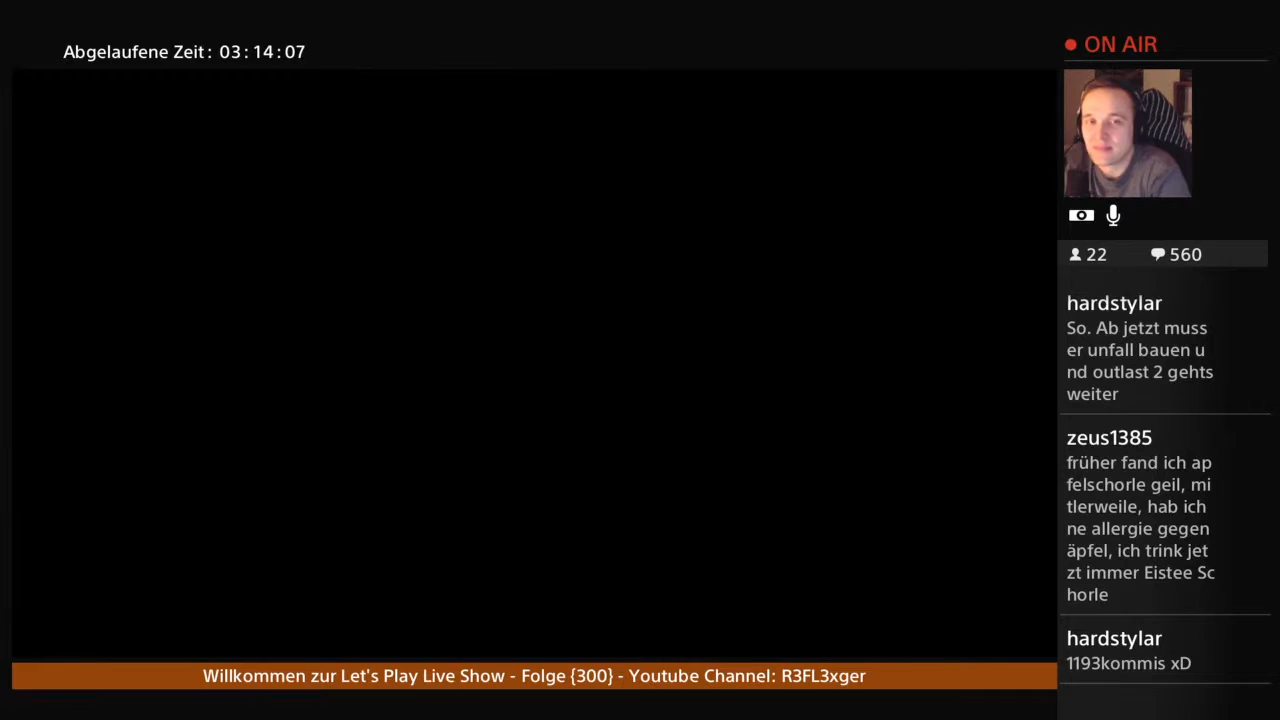 Abgelaufene Zeit: 03:14:07
ON AIR
22 560
hardstylar
So. Ab jetzt muss
er unfall bauen u
nd outlast 2 gehts
weiter
zeus1385
früher fand ich ap
felschorle geil, mi
tlerweile, hab ich
ne allergie gegen
äpfel, ich trink jet
zt immer Eistee Sc
horle
hardstylar
1193kommis xD
Willkommen zur Let's Play Live Show - Folge {300} - Youtube Channel: R3FL3xger